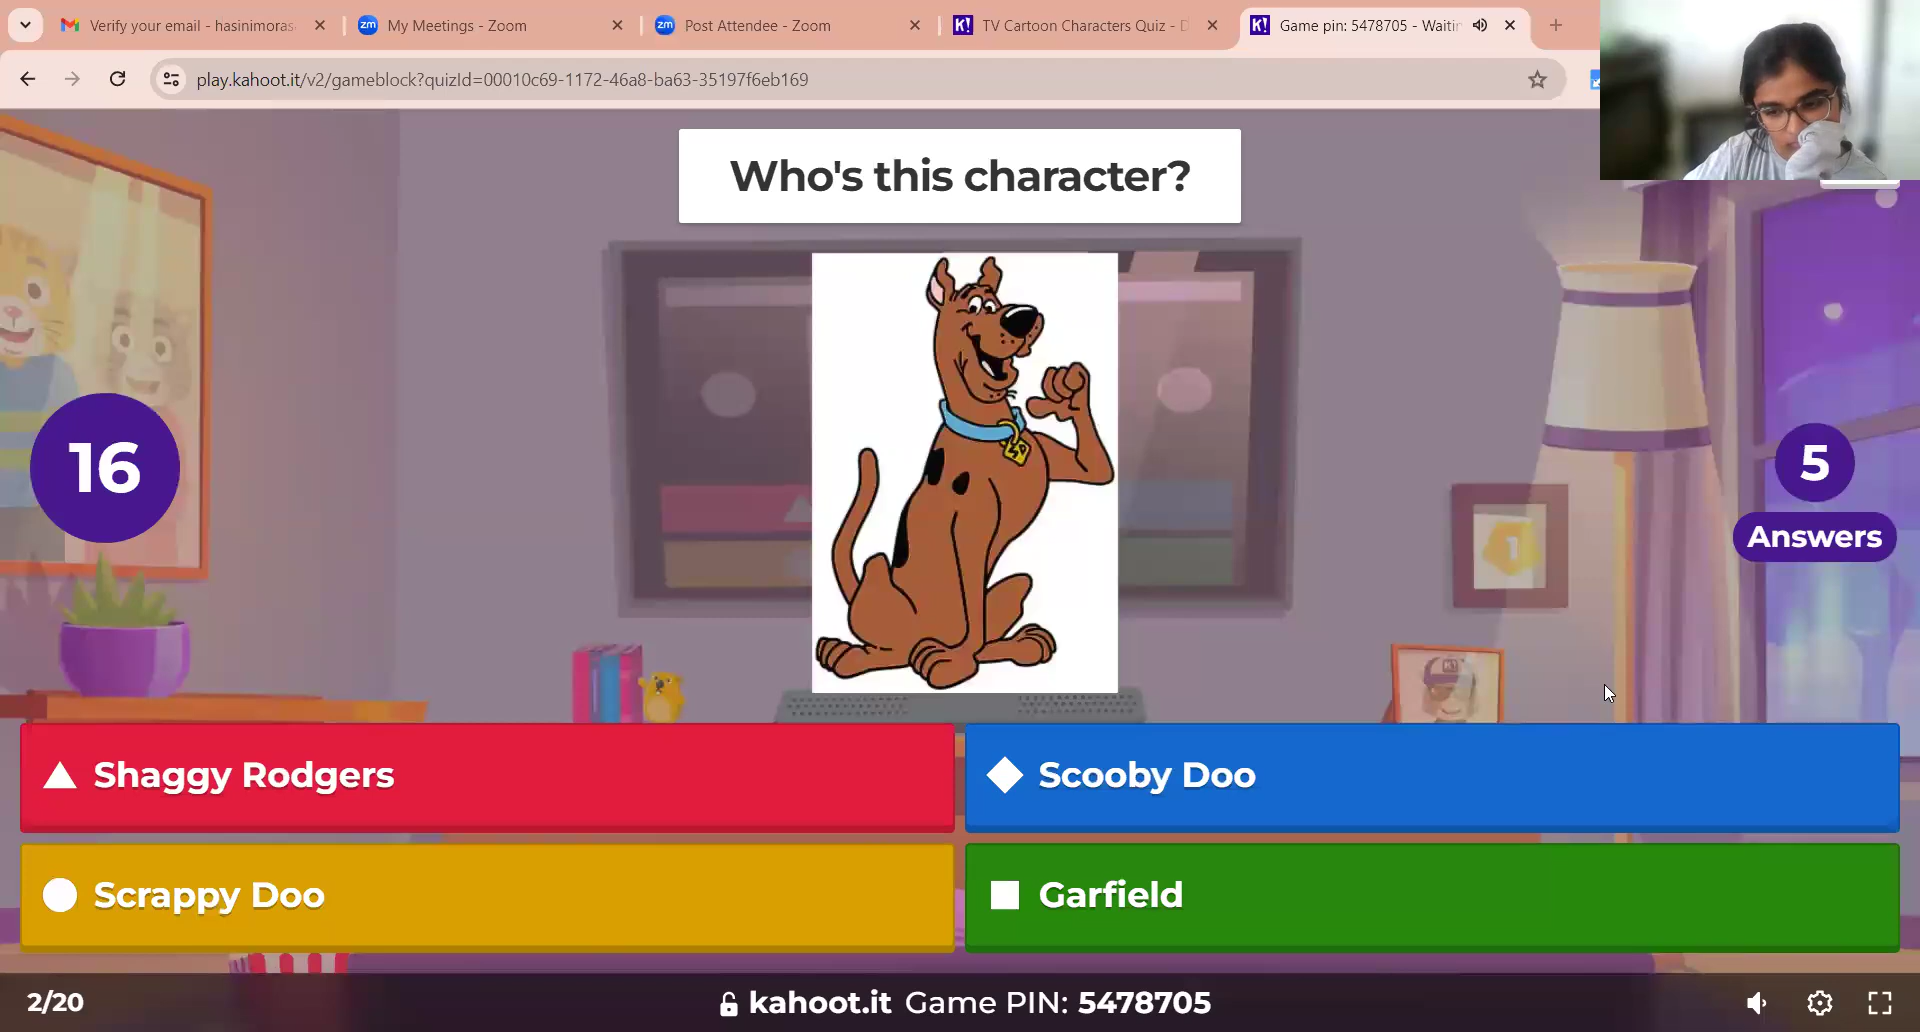 Verify your email - hasinimoras
My Meetings - Zoom
Post Attendee - Zoom
TV Cartoon Characters Quiz - D
Game pin: 5478705 - Waitin
play.kahoot.it/v2/gameblock?quizId=00010c69-1172-46a8-ba63-35197f6eb169
Who's this character?
16
5
Answers
Shaggy Rodgers
Scooby Doo
Scrappy Doo
Garfield
2/20
kahoot.it Game PIN: 5478705